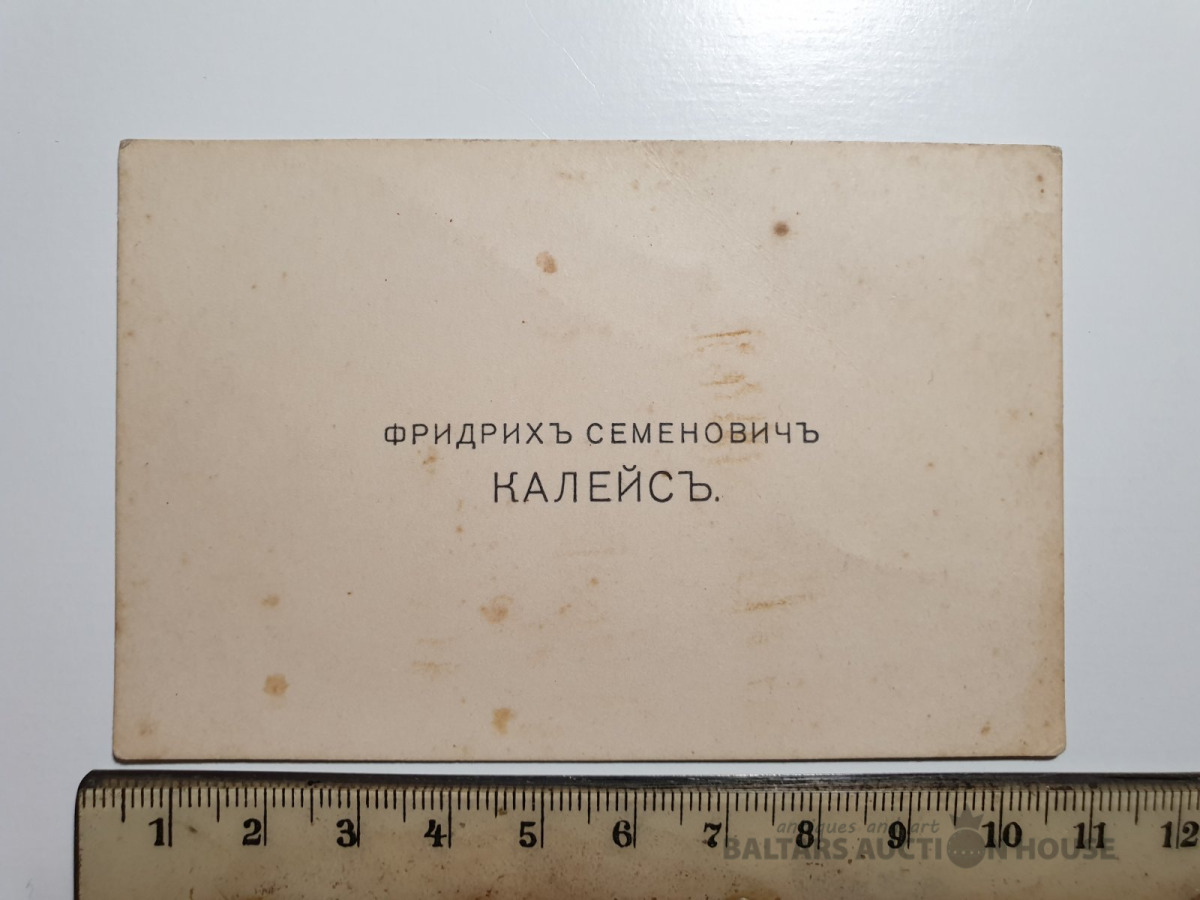 ФРИДРИХЪ СЕМЕНОВИЧЪ
КАЛЕЙСЪ.
1 2 3 4 5 6 7 8 9 10 11 12
antiques and art
BALTARS AUCTION HOUSE